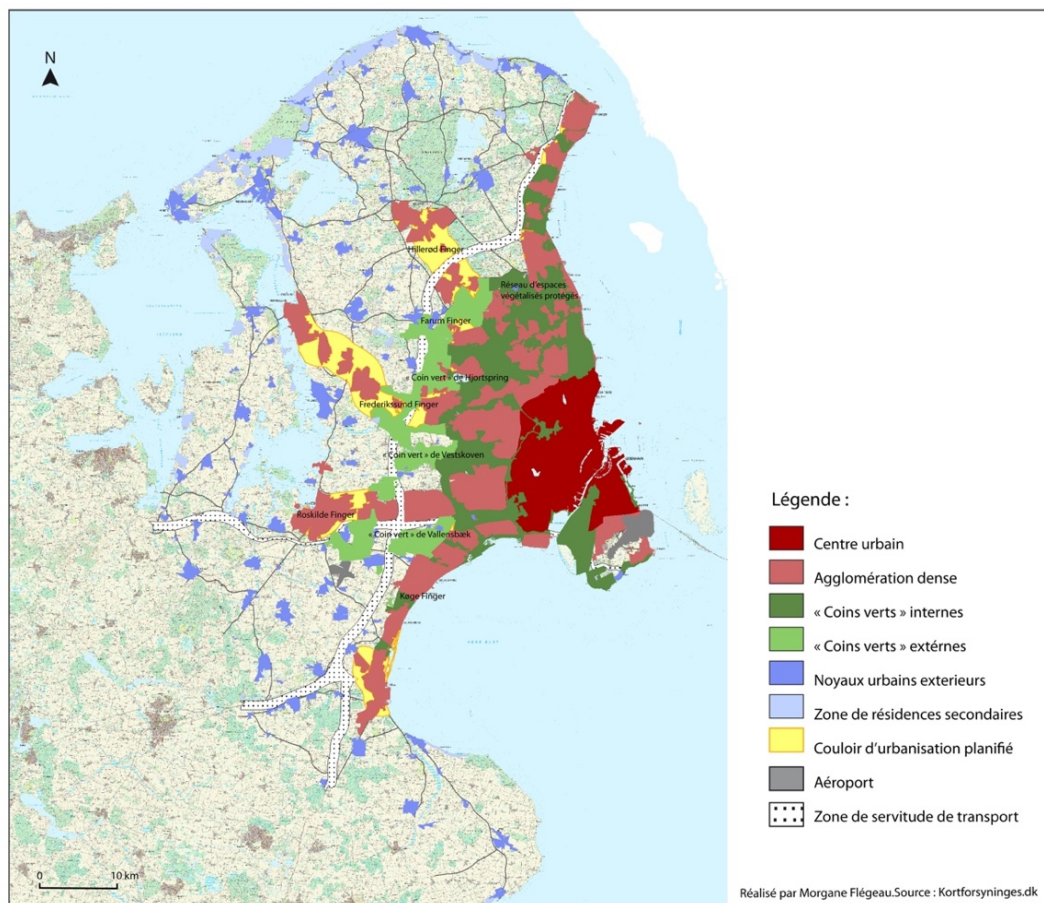 N
Hillerød Finger
Réseau d'espaces
végétalisés protégés
Farum Finger
« Coin vert » de Hjortspring
Frederikssund Finger
« Coin vert » de Vestskoven
Roskilde Finger
« Coin vert » de Vallensbæk
Køge Finger
Légende :
Centre urbain
Agglomération dense
« Coins verts » internes
« Coins verts » extérnes
Noyaux urbains exterieurs
Zone de résidences secondaires
Couloir d'urbanisation planifié
Aéroport
Zone de servitude de transport
0 10 km
Réalisé par Morgane Flégeau.Source : Kortforsyninges.dk